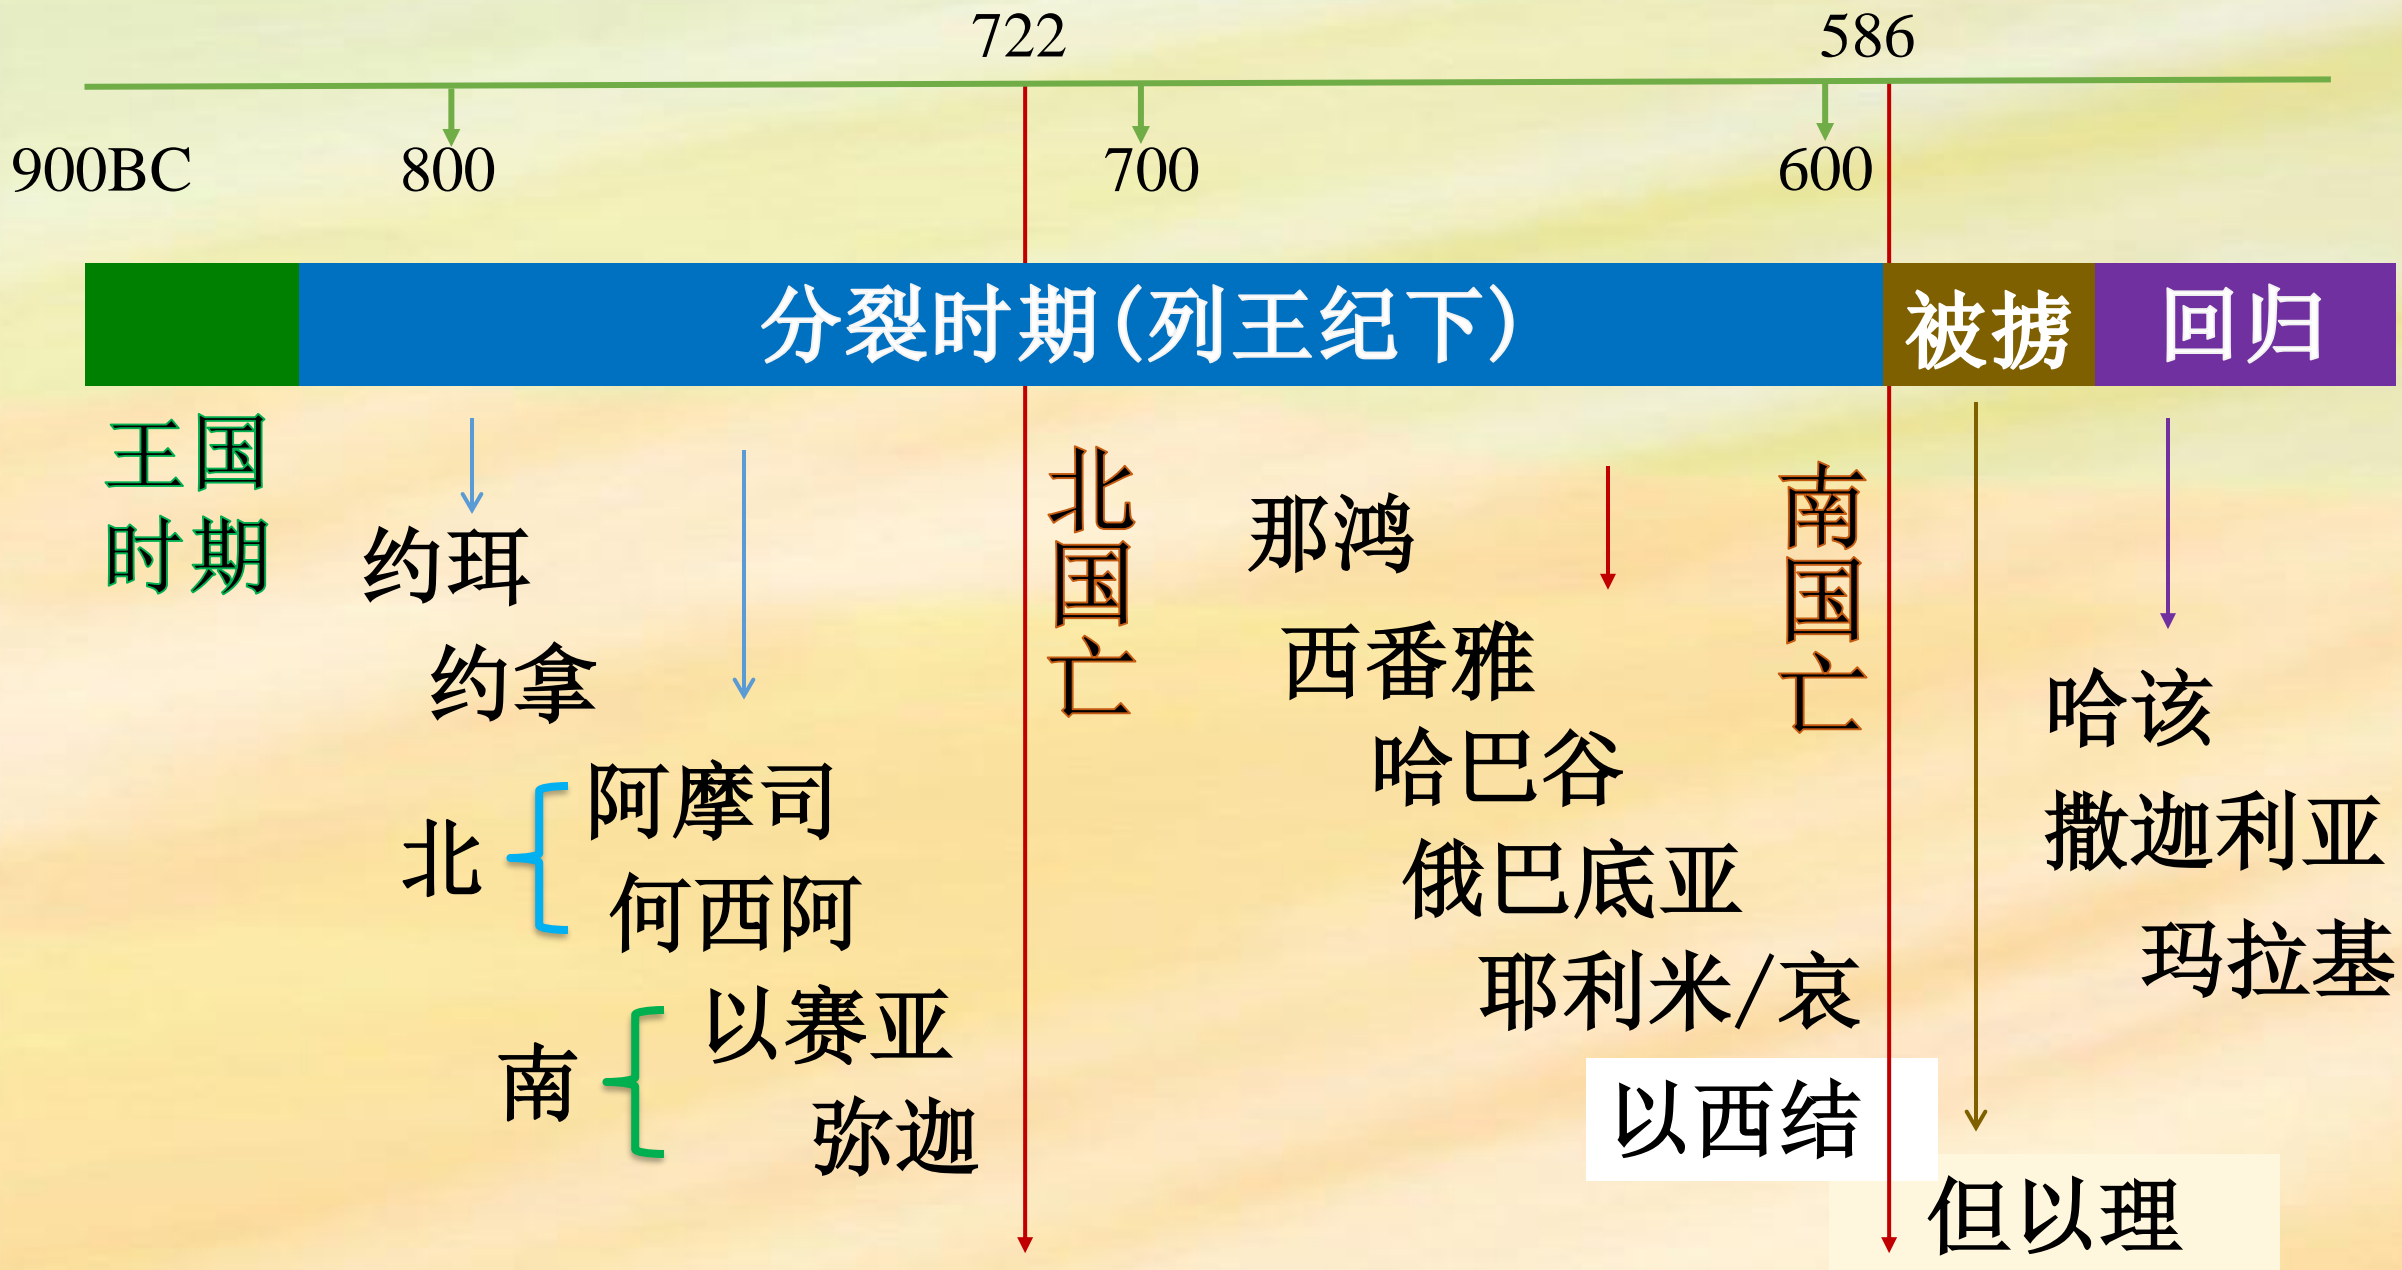 722
586
900BC
800
700
600
分裂时期(列王纪下)
被掳
回归
王国
时期
约珥
约拿
北
阿摩司
何西阿
南
以赛亚
弥迦
北国亡
那鸿
西番雅
哈巴谷
俄巴底亚
耶利米/哀
以西结
南国亡
但以理
哈该
撒迦利亚
玛拉基